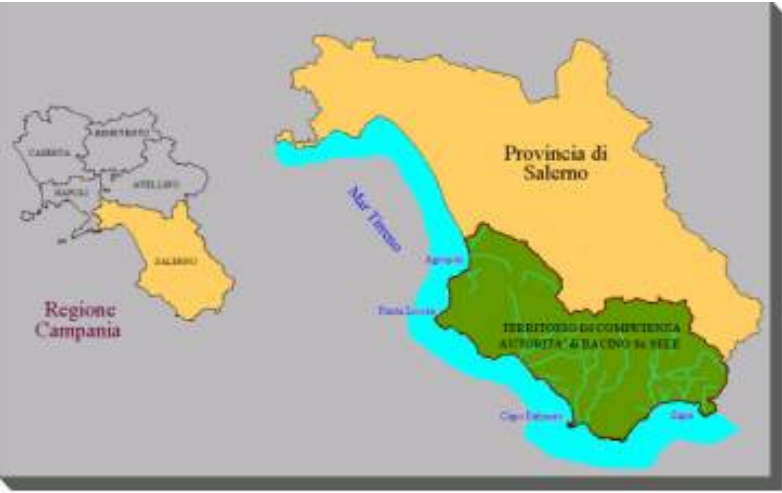 BENEVENTO
CASERTA
NAPOLI
AVELLINO
SALERNO
Regione
Campania
Provincia di
Salerno
Mar Tirreno
Agropoli
Punta Licosa
TERRITORIO DI COMPETENZA
AUTORITA' di BACINO Sx SELE
Capo Palinuro
Sapri